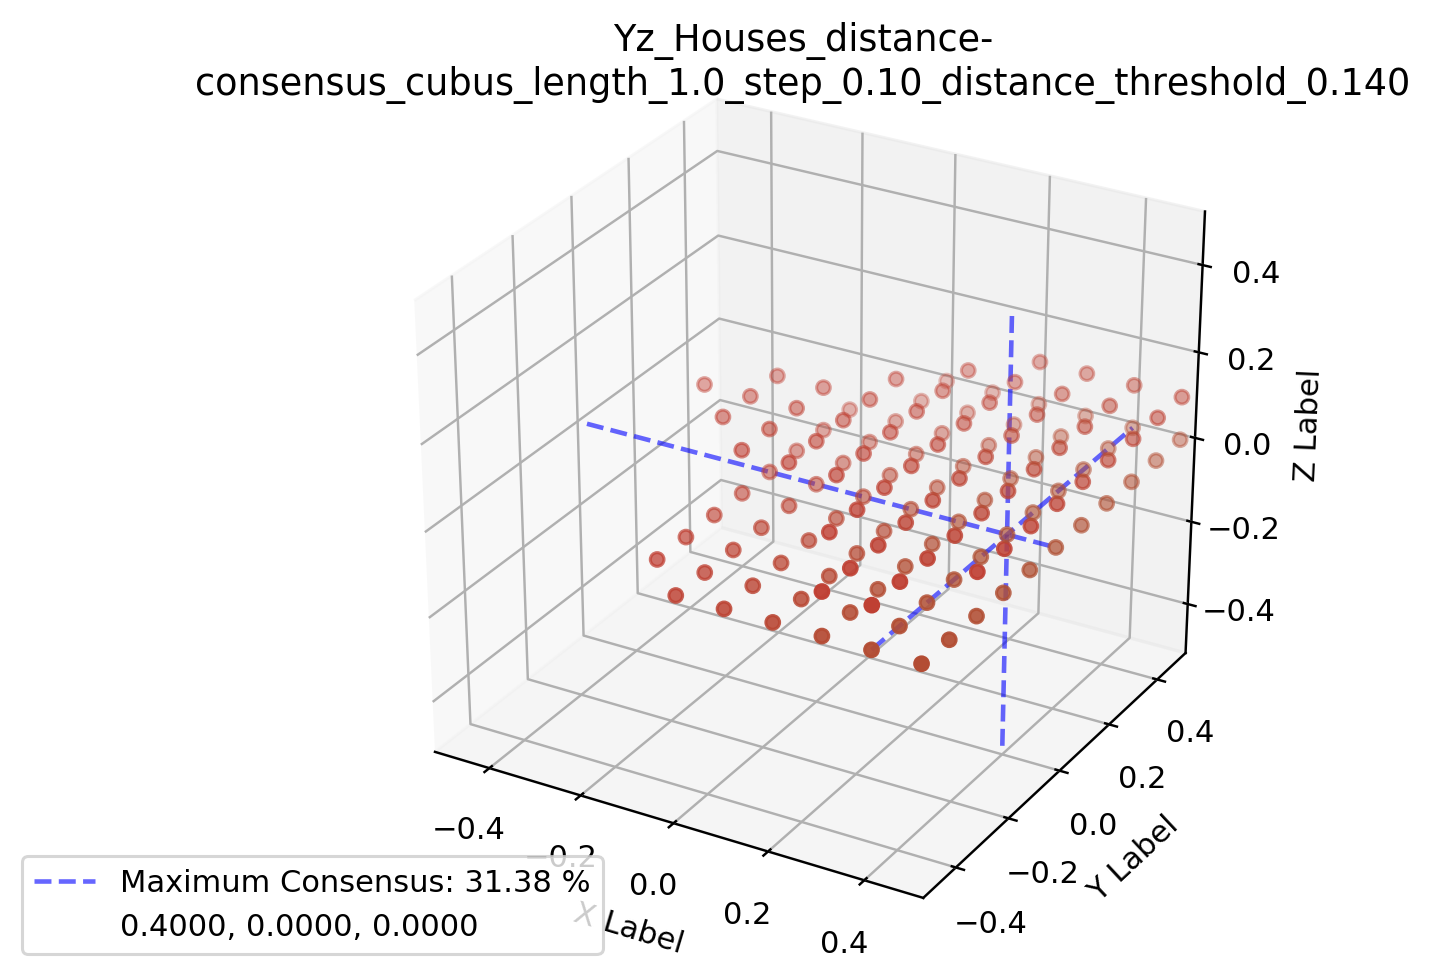 Yz_Houses_distance-
consensus_cubus_length_1.0_step_0.10_distance_threshold_0.140
0.4
0.2
0.0
−0.2
−0.4
Z Label
−0.4
−0.2
0.0
0.2
0.4
X Label
−0.4
−0.2
0.0
0.2
0.4
Y Label
Maximum Consensus: 31.38 %
0.4000, 0.0000, 0.0000